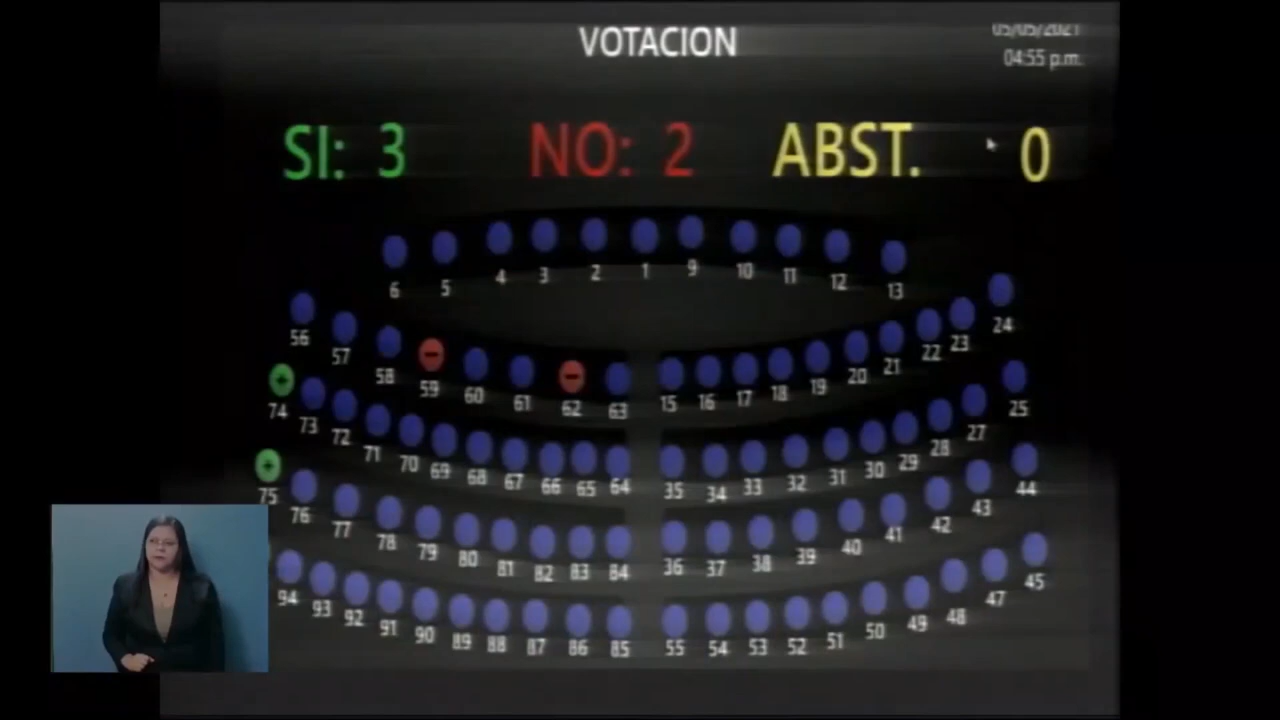 VOTACION
05/05/2021
04:55 p.m.
SI: 3 NO: 2 ABST. 0
6 5 4 3 2 1 9 10 11 12 13
56 57 58 59 60 61 62 63 15 16 17 18 19 20 21 22 23 24
74 73 72 71 70 69 68 67 66 65 64 35 34 33 32 31 30 29 28 27 25
75 76 77 78 79 80 81 82 83 84 36 37 38 39 40 41 42 43 44
94 93 92 91 90 89 88 87 86 85 55 54 53 52 51 50 49 48 47 45